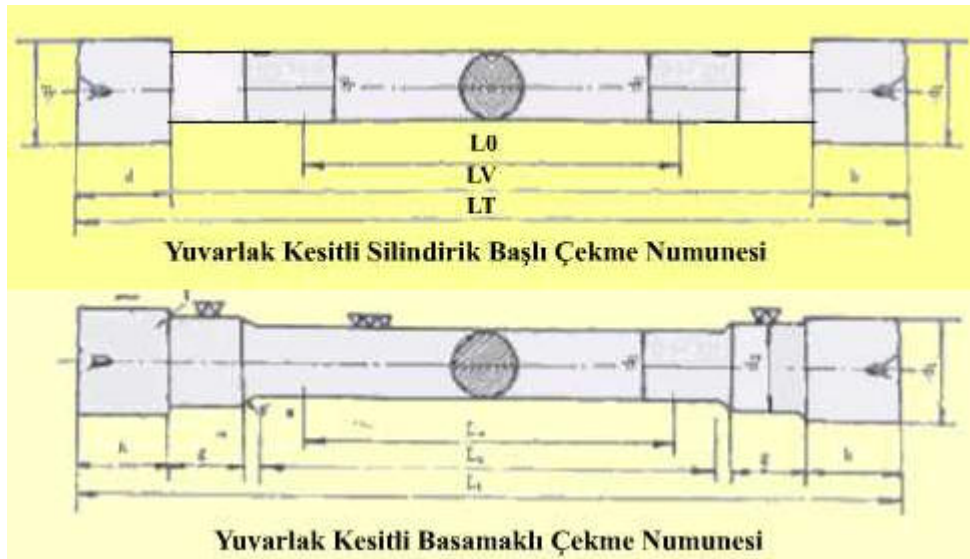 L0
LV
d
b
LT
Yuvarlak Kesitli Silindirik Başlı Çekme Numunesi
h
g
g
h
Yuvarlak Kesitli Basamaklı Çekme Numunesi